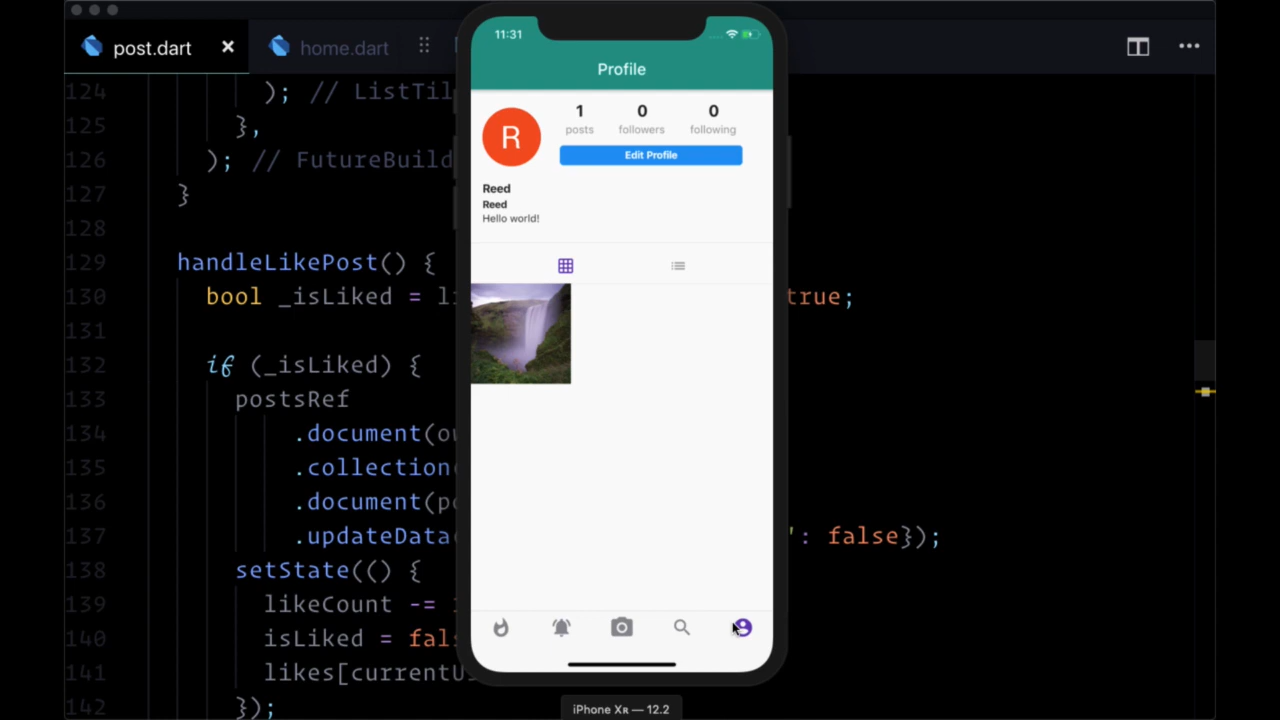 post.dart × home.dart
124 ); // ListTil
125 },
126 ); // FutureBuild
127 }
128
129 handleLikePost() {
130 bool _isLiked = li true;
131
132 if (_isLiked) {
133 postsRef
134 .document(ow
135 .collection
136 .document(po
137 .updateData ': false});
138 setState(() {
139 likeCount -=
140 isLiked = fal
141 likes[currentU
142 });
11:31
Profile
1 0 0
posts followers following
Edit Profile
R
Reed
Reed
Hello world!
iPhone Xʀ — 12.2